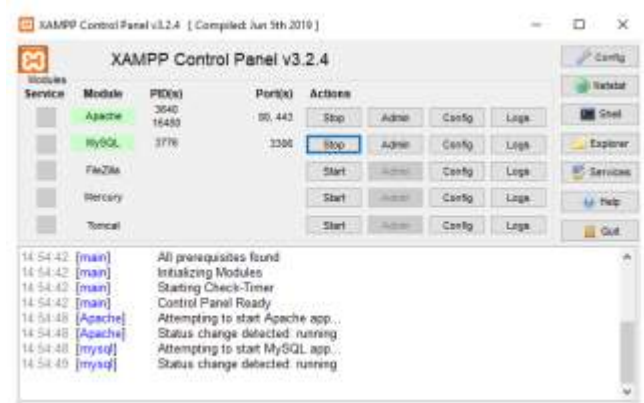 XAMPP Control Panel v3.2.4 [ Compiled: Jun 5th 2019 ]
XAMPP Control Panel v3.2.4
Config
Modules
Service Module PID(s) Port(s) Actions
Netstat
Apache 3640 16480 80, 443 Stop Admin Config Logs
Shell
MySQL 3776 3306 Stop Admin Config Logs
Explorer
FileZilla Start Admin Config Logs
Services
Mercury Start Admin Config Logs
Help
Tomcat Start Admin Config Logs
Quit
14:54:42 [main] All prerequisites found
14:54:42 [main] Initializing Modules
14:54:42 [main] Starting Check-Timer
14:54:42 [main] Control Panel Ready
14:54:48 [Apache] Attempting to start Apache app...
14:54:48 [Apache] Status change detected: running
14:54:48 [mysql] Attempting to start MySQL app...
14:54:49 [mysql] Status change detected: running